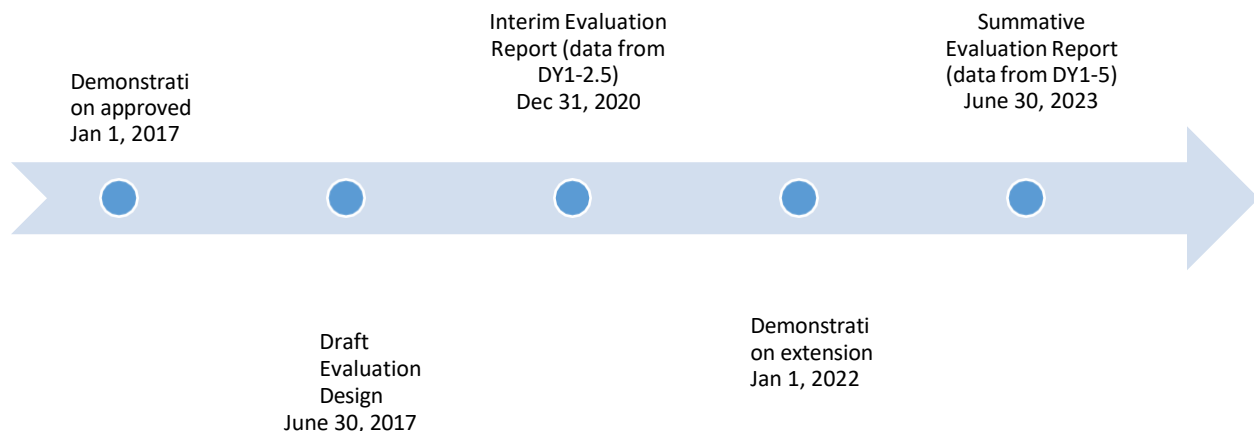 Demonstrati
on approved
Jan 1, 2017
Draft
Evaluation
Design
June 30, 2017
Interim Evaluation
Report (data from
DY1-2.5)
Dec 31, 2020
Demonstrati
on extension
Jan 1, 2022
Summative
Evaluation Report
(data from DY1-5)
June 30, 2023